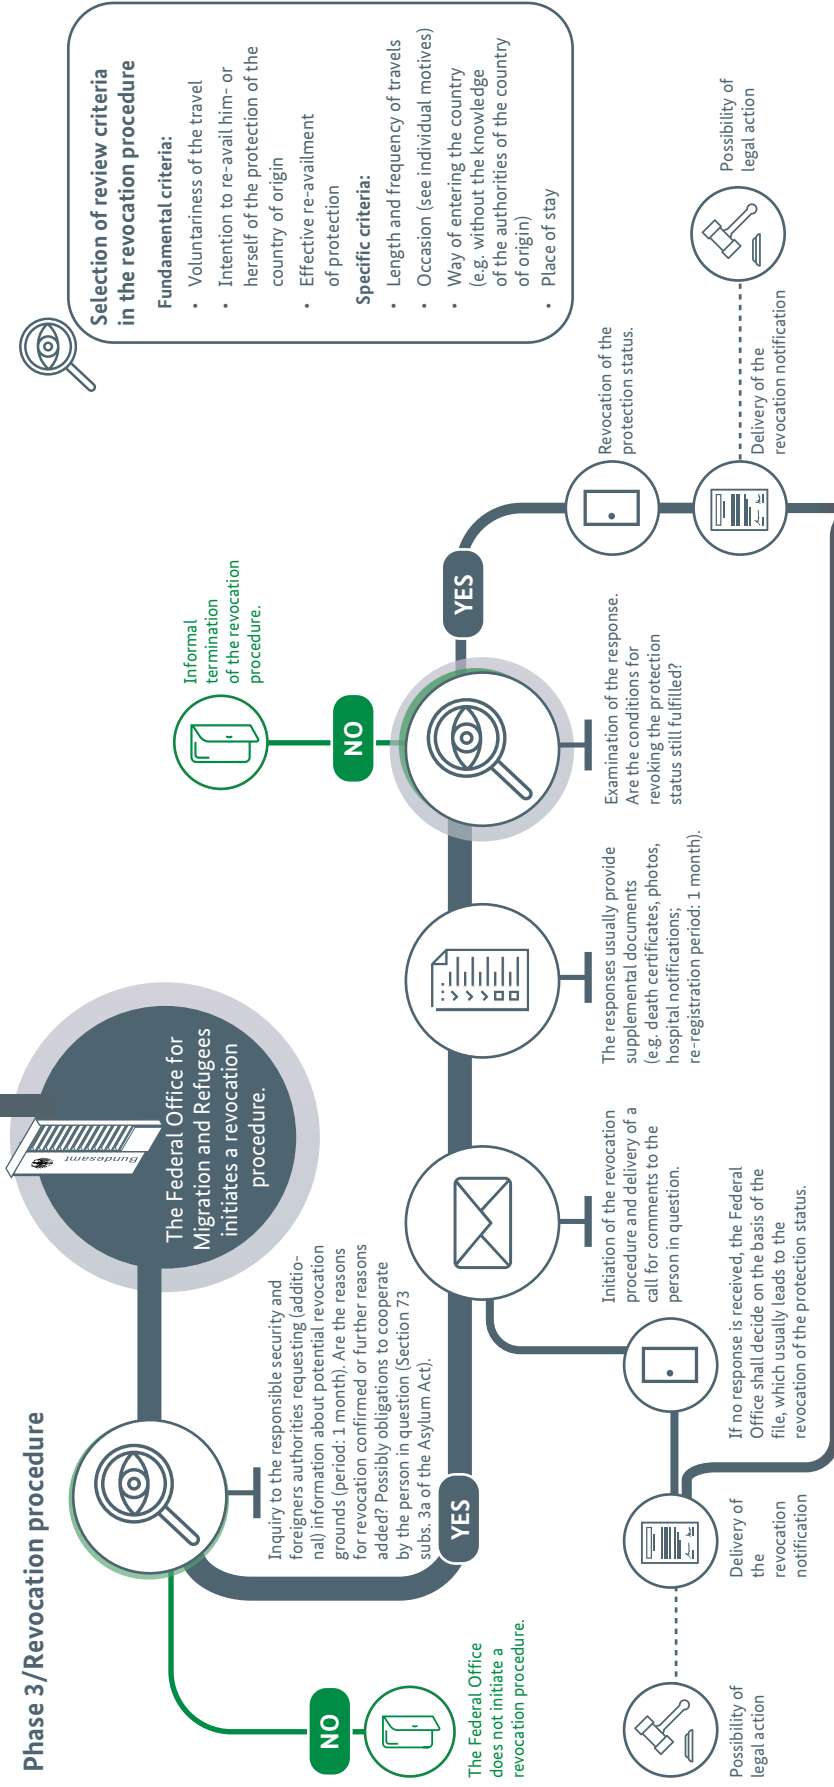 Phase 3/Revocation procedure
Bundesamt
The Federal Office for
Migration and Refugees
initiates a revocation
procedure.
Inquiry to the responsible security and
foreigners authorities requesting (additio-
nal) information about potential revocation
grounds (period: 1 month). Are the reasons
for revocation confirmed or further reasons
added? Possibly obligations to cooperate
by the person in question (Section 73
subs. 3a of the Asylum Act).
NO
The Federal Office
does not initiate a
revocation procedure.
YES
Initiation of the revocation
procedure and delivery of a
call for comments to the
person in question.
If no response is received, the Federal
Office shall decide on the basis of the
file, which usually leads to the
revocation of the protection status.
Delivery of
the
revocation
notification
Possibility of
legal action
The responses usually provide
supplemental documents
(e.g. death certificates, photos,
hospital notifications;
re-registration period: 1 month).
Examination of the response.
Are the conditions for
revoking the protection
status still fulfilled?
NO
Informal
termination
of the revocation
procedure.
YES
Revocation of the
protection status.
Delivery of the
revocation notification
Possibility of
legal action
Selection of review criteria
in the revocation procedure
Fundamental criteria:
• Voluntariness of the travel
• Intention to re-avail him- or
herself of the protection of the
country of origin
• Effective re-availment
of protection
Specific criteria:
• Length and frequency of travels
• Occasion (see individual motives)
• Way of entering the country
(e.g. without the knowledge
of the authorities of the country
of origin)
• Place of stay